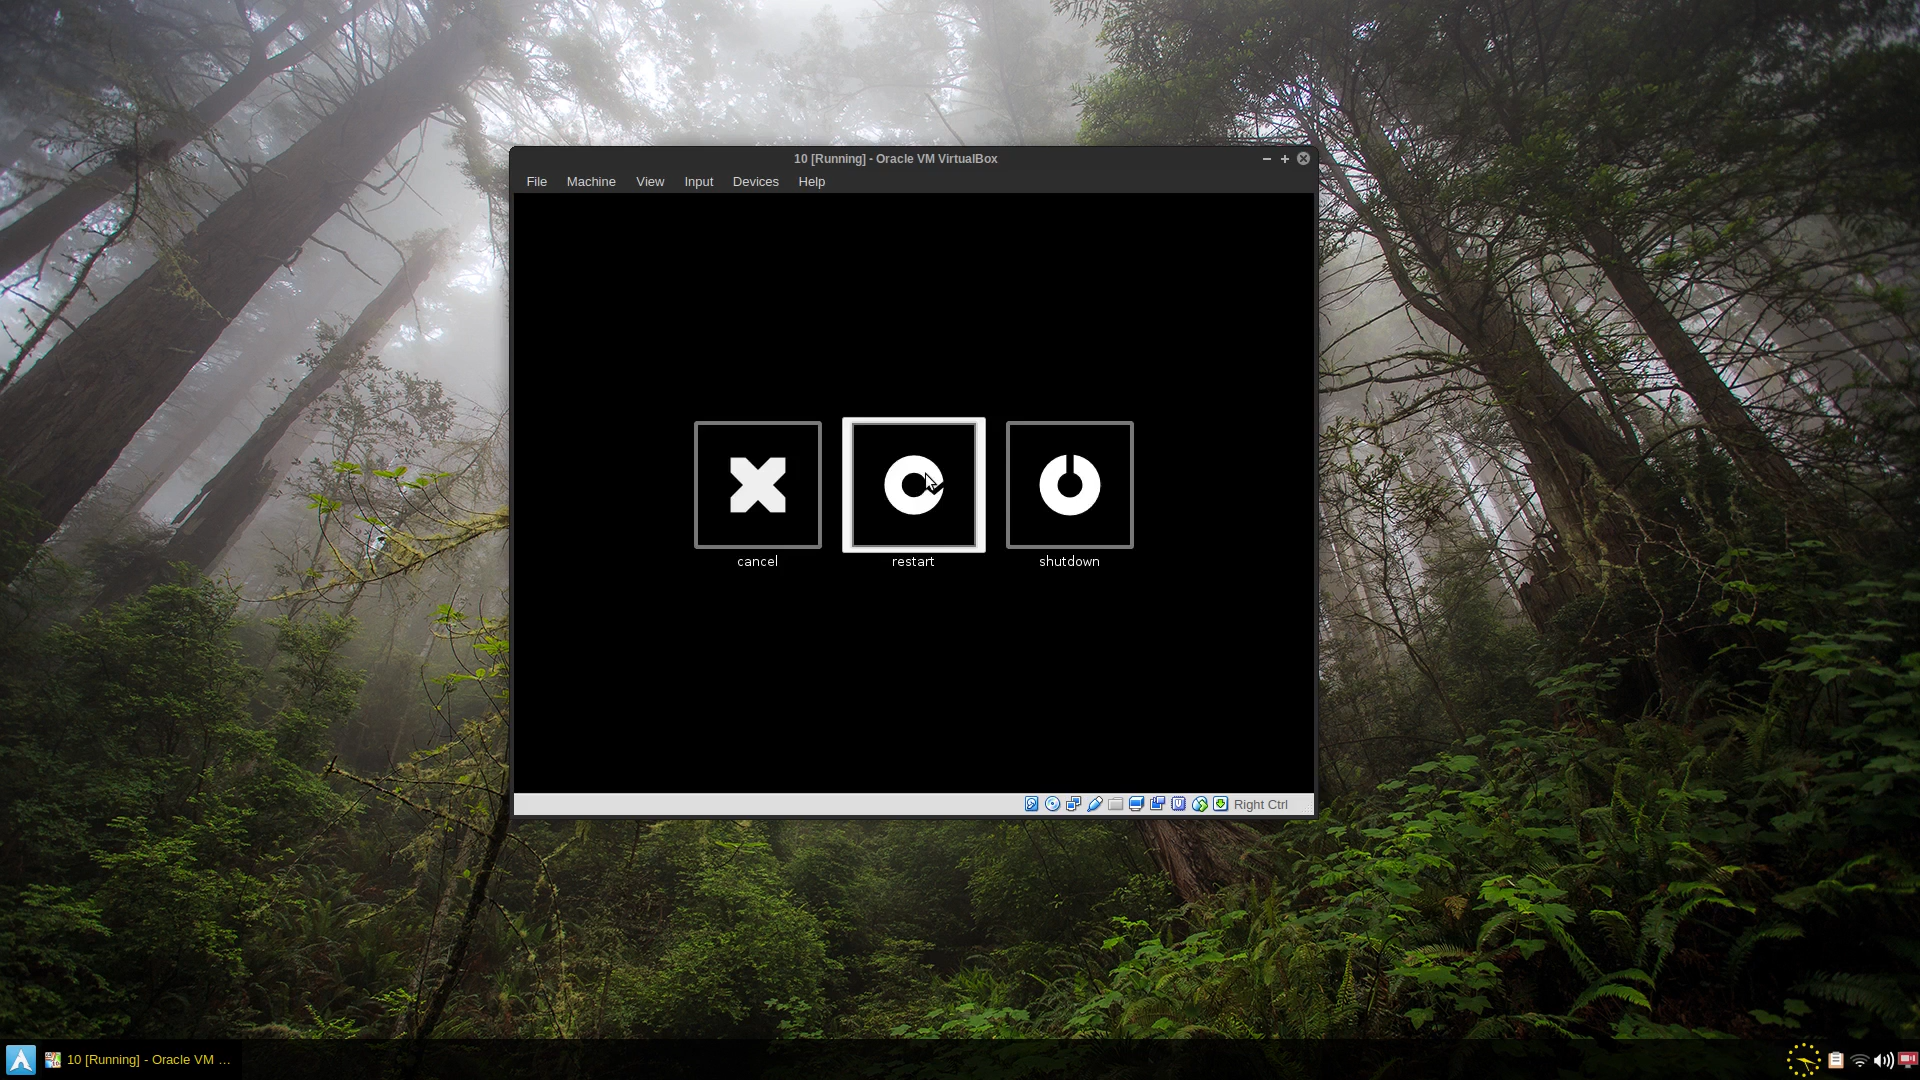 10 [Running] - Oracle VM VirtualBox
File Machine View Input Devices Help
cancel restart shutdown
Right Ctrl
10 [Running] - Oracle VM ...